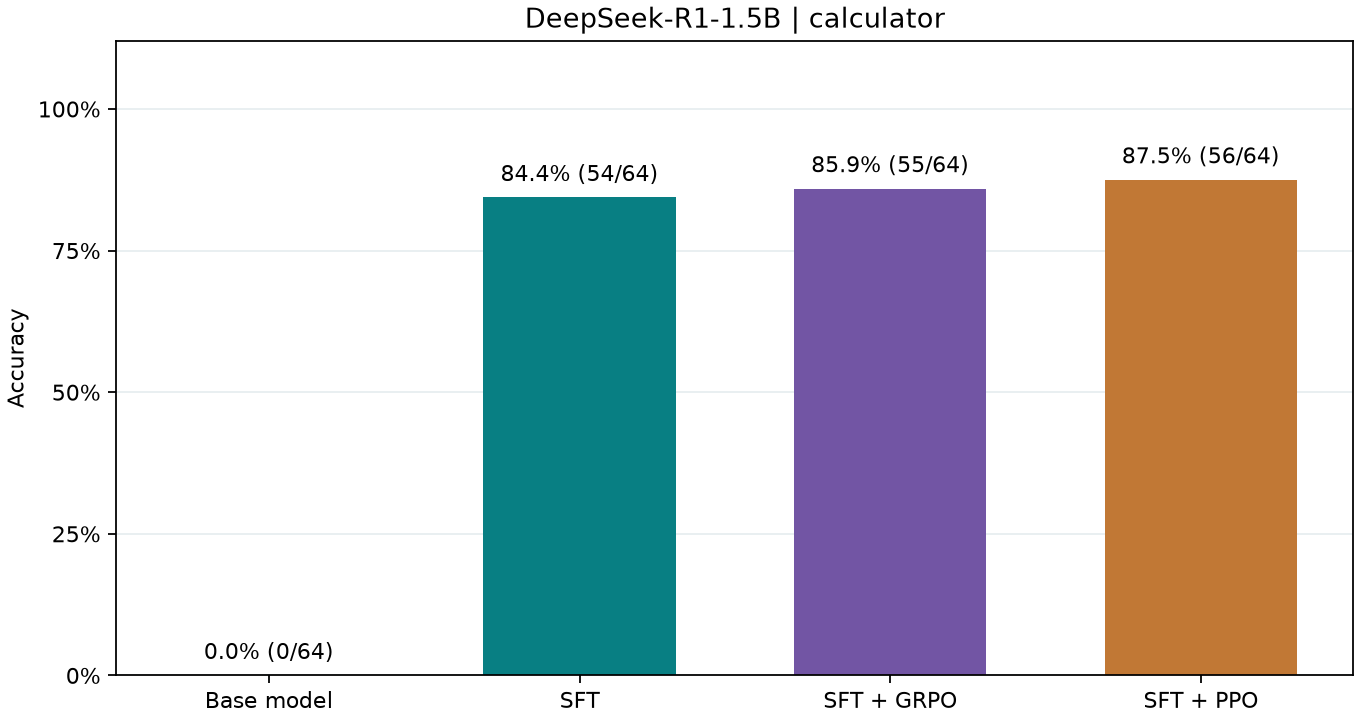 DeepSeek-R1-1.5B | calculator
Accuracy
100%
75%
50%
25%
0%
0.0% (0/64)
84.4% (54/64)
85.9% (55/64)
87.5% (56/64)
Base model
SFT
SFT + GRPO
SFT + PPO